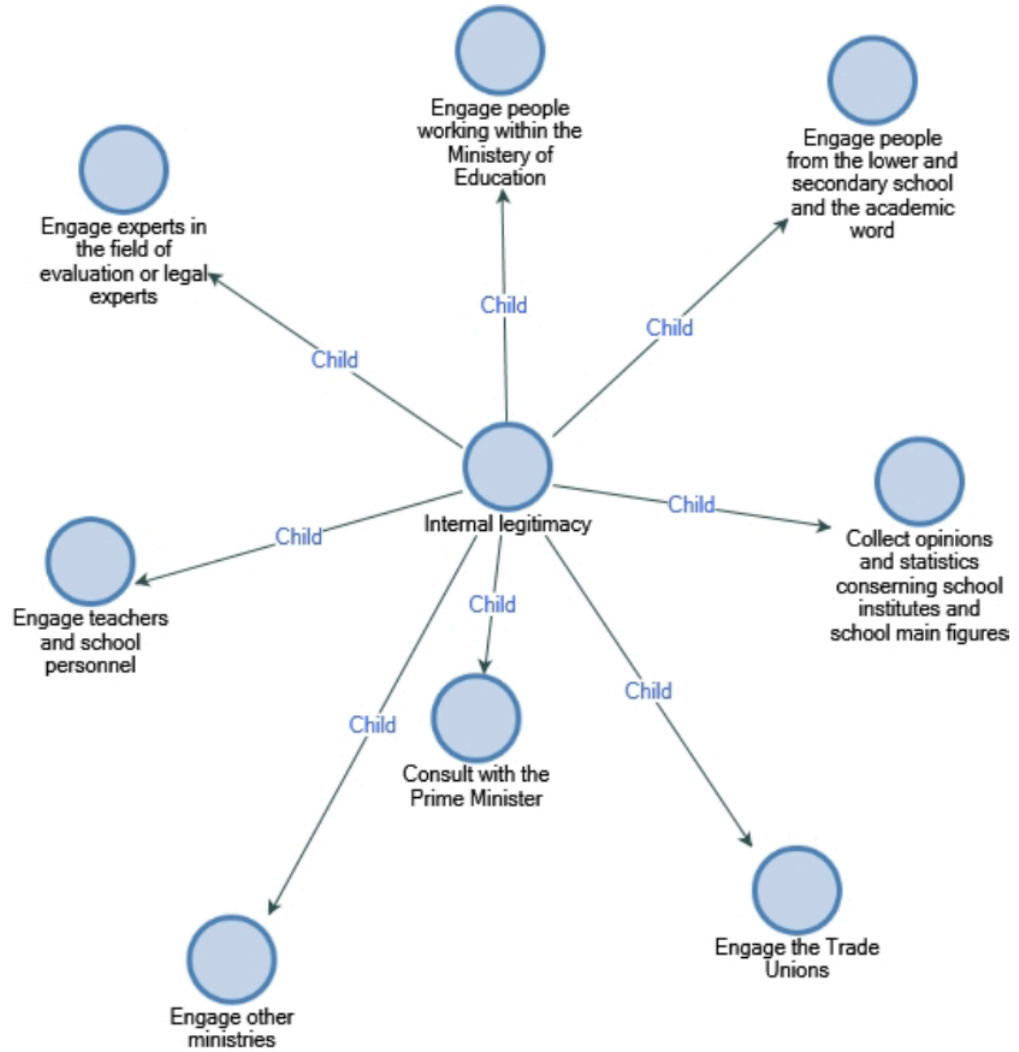 Engage people
working within the
Ministery of
Education
Engage people
from the lower and
secondary school
and the academic
word
Engage experts in
the field of
evaluation or legal
experts
Child
Child
Child
Internal legitimacy
Child
Child
Collect opinions
and statistics
conserning school
institutes and
school main figures
Engage teachers
and school
personnel
Child
Child
Child
Consult with the
Prime Minister
Engage the Trade
Unions
Engage other
ministries